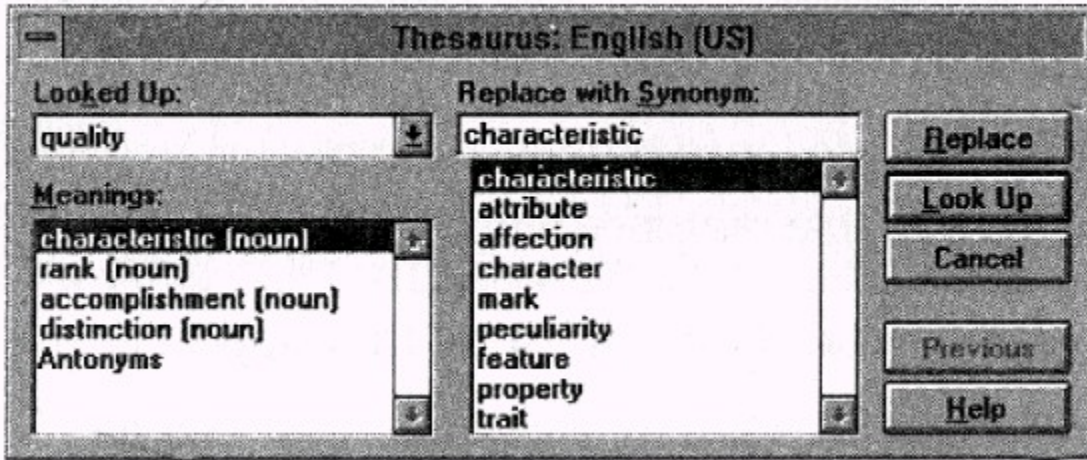 Thesaurus: English (US)
Looked Up:
quality
Meanings:
characteristic (noun)
rank (noun)
accomplishment (noun)
distinction (noun)
Antonyms
Replace with Synonym:
characteristic
characteristic
attribute
affection
character
mark
peculiarity
feature
property
trait
Replace
Look Up
Cancel
Previous
Help